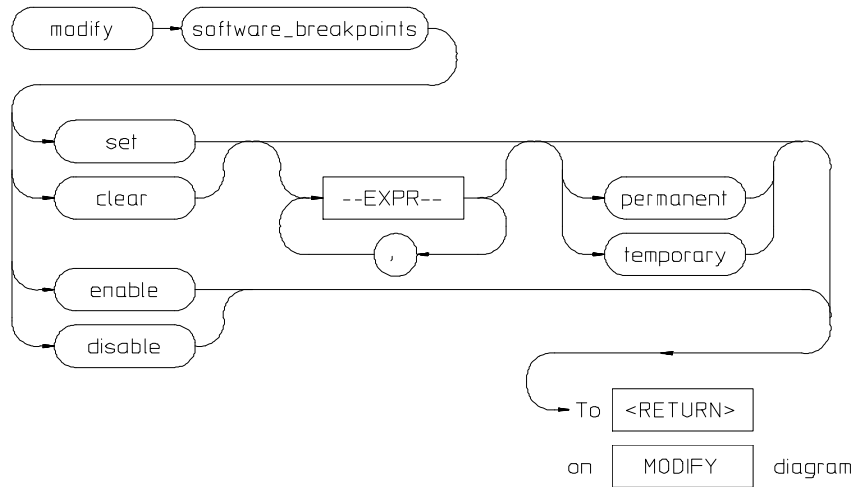 modify software_breakpoints
set
clear
--EXPR--
,
permanent
temporary
enable
disable
To <RETURN>
on MODIFY diagram